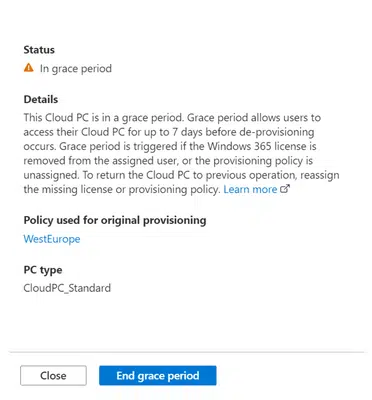 Status
In grace period
Details
This Cloud PC is in a grace period. Grace period allows users to
access their Cloud PC for up to 7 days before de-provisioning
occurs. Grace period is triggered if the Windows 365 license is
removed from the assigned user, or the provisioning policy is
unassigned. To return the Cloud PC to previous operation, reassign
the missing license or provisioning policy. Learn more
Policy used for original provisioning
WestEurope
PC type
CloudPC_Standard
Close
End grace period